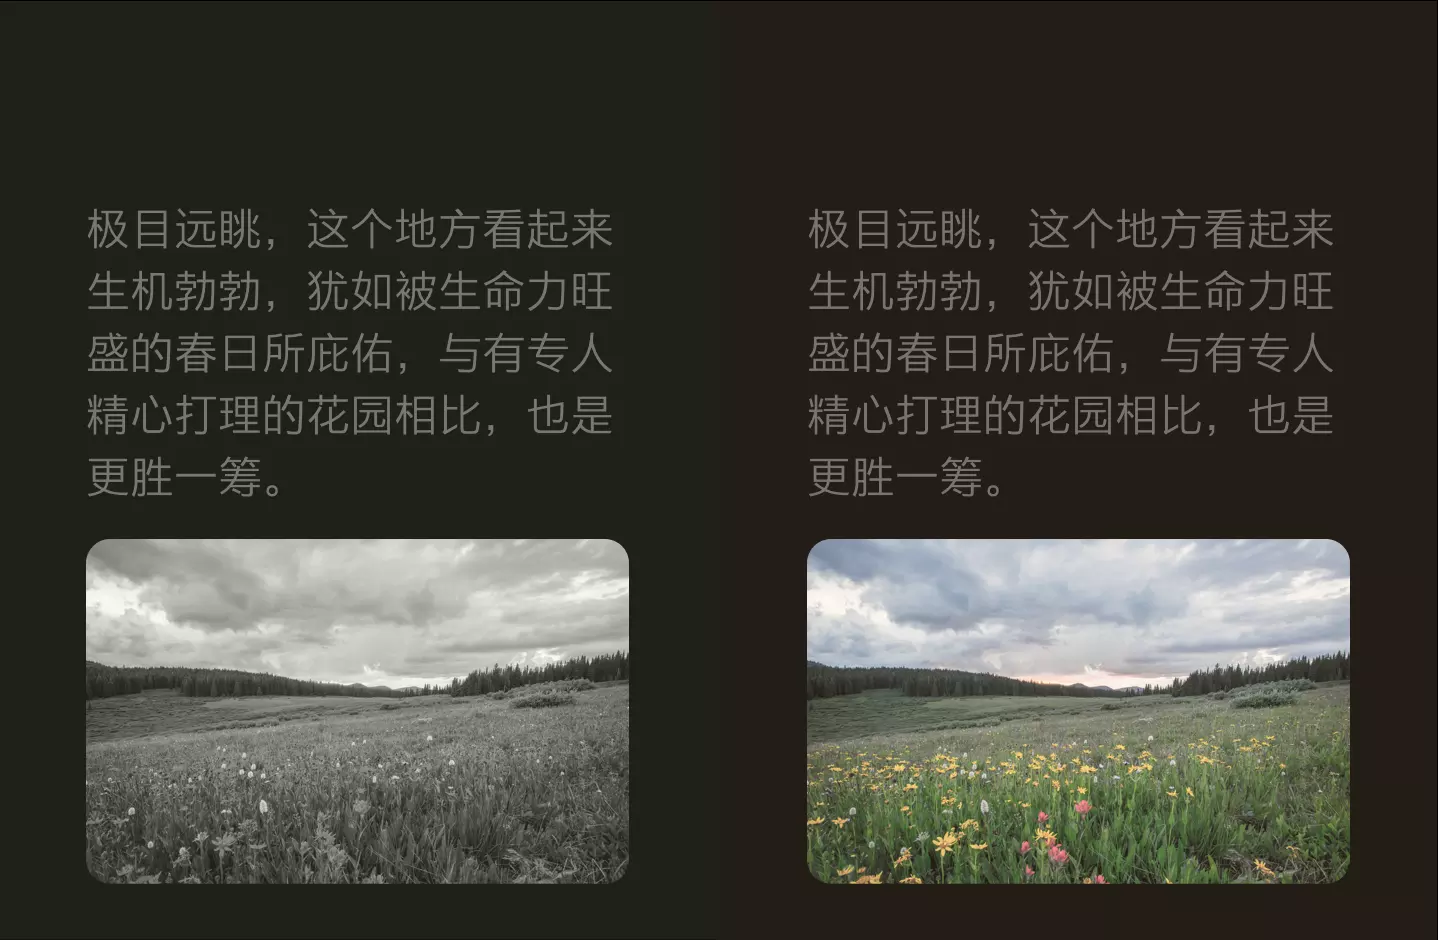 极目远眺，这个地方看起来
生机勃勃，犹如被生命力旺
盛的春日所庇佑，与有专人
精心打理的花园相比，也是
更胜一筹。
极目远眺，这个地方看起来
生机勃勃，犹如被生命力旺
盛的春日所庇佑，与有专人
精心打理的花园相比，也是
更胜一筹。